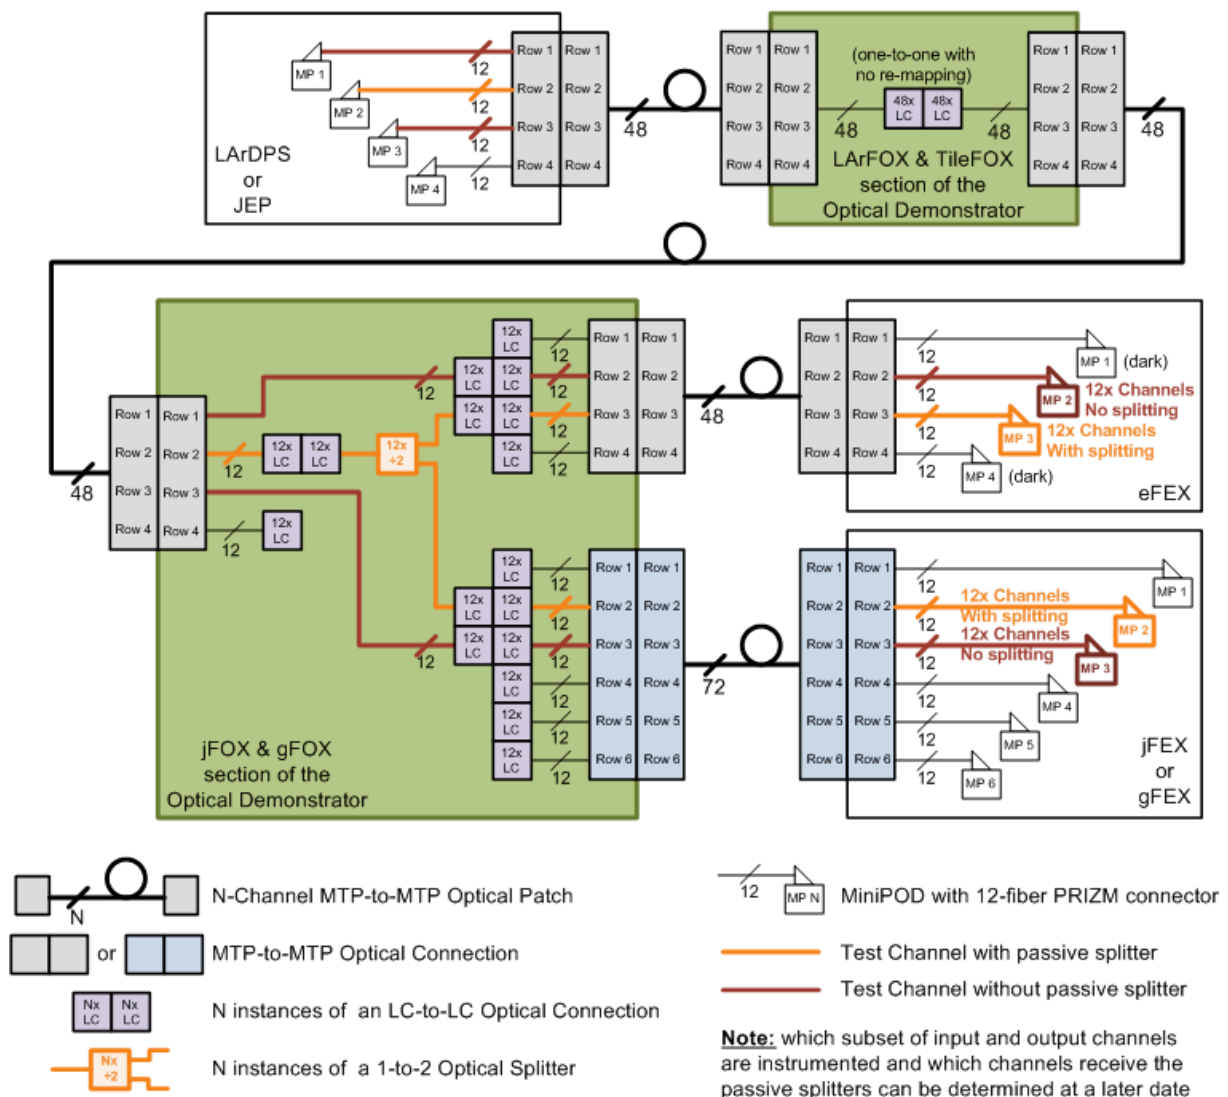 MP 1
12
MP 2
12
MP 3
12
MP 4
12
LArDPS
or
JEP
Row 1 Row 1
Row 2 Row 2
Row 3 Row 3
Row 4 Row 4
48
Row 1
Row 2
Row 3
Row 4
(one-to-one with
no re-mapping)
48
48x
LC
48x
LC
48
LArFOX & TileFOX
section of the
Optical Demonstrator
Row 1
Row 2
Row 3
Row 4
48
48
Row 1 Row 1
Row 2 Row 2
Row 3 Row 3
Row 4 Row 4
12
12x
LC
12x
LC
12x
÷2
12
12x
LC
12
12x
LC
12
12x
LC
12x
LC
12
12x
LC
12x
LC
12
12x
LC
12
Row 1 Row 1
Row 2 Row 2
Row 3 Row 3
Row 4 Row 4
48
Row 1 Row 1
Row 2 Row 2
Row 3 Row 3
Row 4 Row 4
12
MP 1
(dark)
12
MP 2
12x Channels
No splitting
12
MP 3
12x Channels
With splitting
12
MP 4
(dark)
eFEX
12
12x
LC
12
12x
LC
12x
LC
12
12x
LC
12x
LC
12
12x
LC
12
12x
LC
12
12x
LC
12
jFOX & gFOX
section of the
Optical Demonstrator
Row 1 Row 1
Row 2 Row 2
Row 3 Row 3
Row 4 Row 4
Row 5 Row 5
Row 6 Row 6
72
Row 1 Row 1
Row 2 Row 2
Row 3 Row 3
Row 4 Row 4
Row 5 Row 5
Row 6 Row 6
12
MP 1
12x Channels
With splitting
12
MP 2
12x Channels
No splitting
12
MP 3
12
MP 4
12
MP 5
12
MP 6
jFEX
or
gFEX
N
N-Channel MTP-to-MTP Optical Patch
or
MTP-to-MTP Optical Connection
Nx
LC
Nx
LC
N instances of an LC-to-LC Optical Connection
Nx
÷2
N instances of a 1-to-2 Optical Splitter
12
MP N
MiniPOD with 12-fiber PRIZM connector
Test Channel with passive splitter
Test Channel without passive splitter
Note: which subset of input and output channels
are instrumented and which channels receive the
passive splitters can be determined at a later date